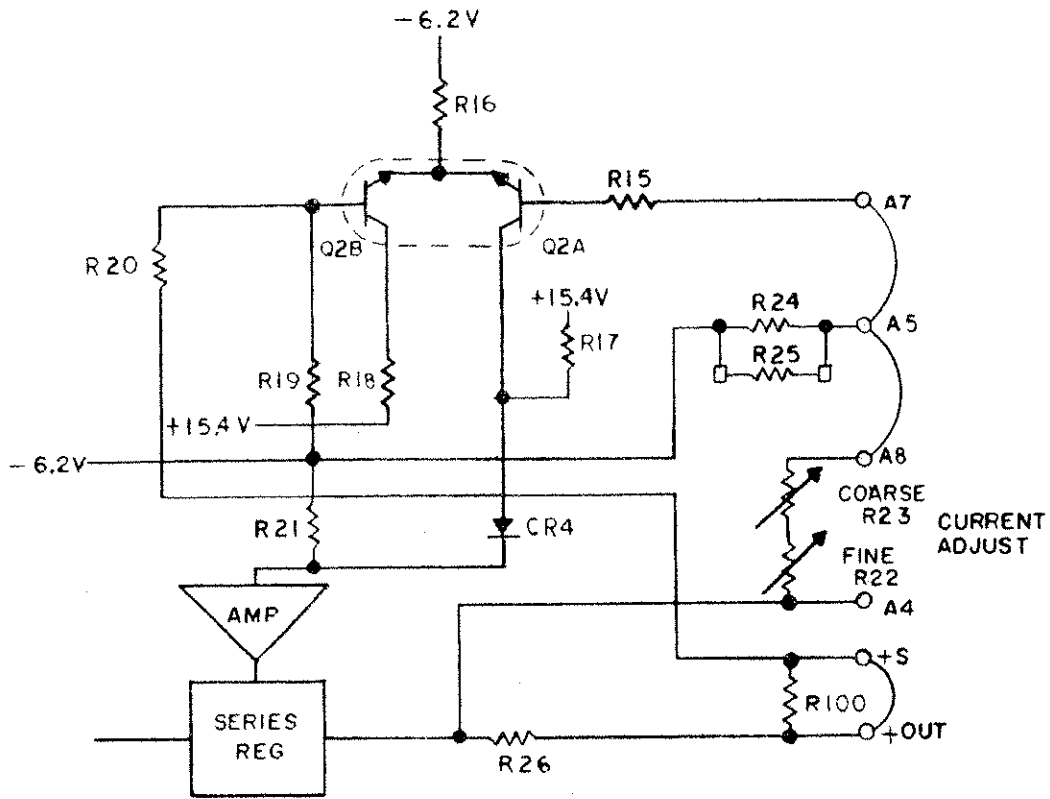 -6.2V
R16
R15
A7
Q2B
Q2A
R20
+15.4V
R24
A5
R17
R25
R19
R18
+15.4V
-6.2V
A8
COARSE
R23
CURRENT
ADJUST
R21
CR4
FINE
R22
A4
AMP
+S
R100
SERIES
REG
+OUT
R26